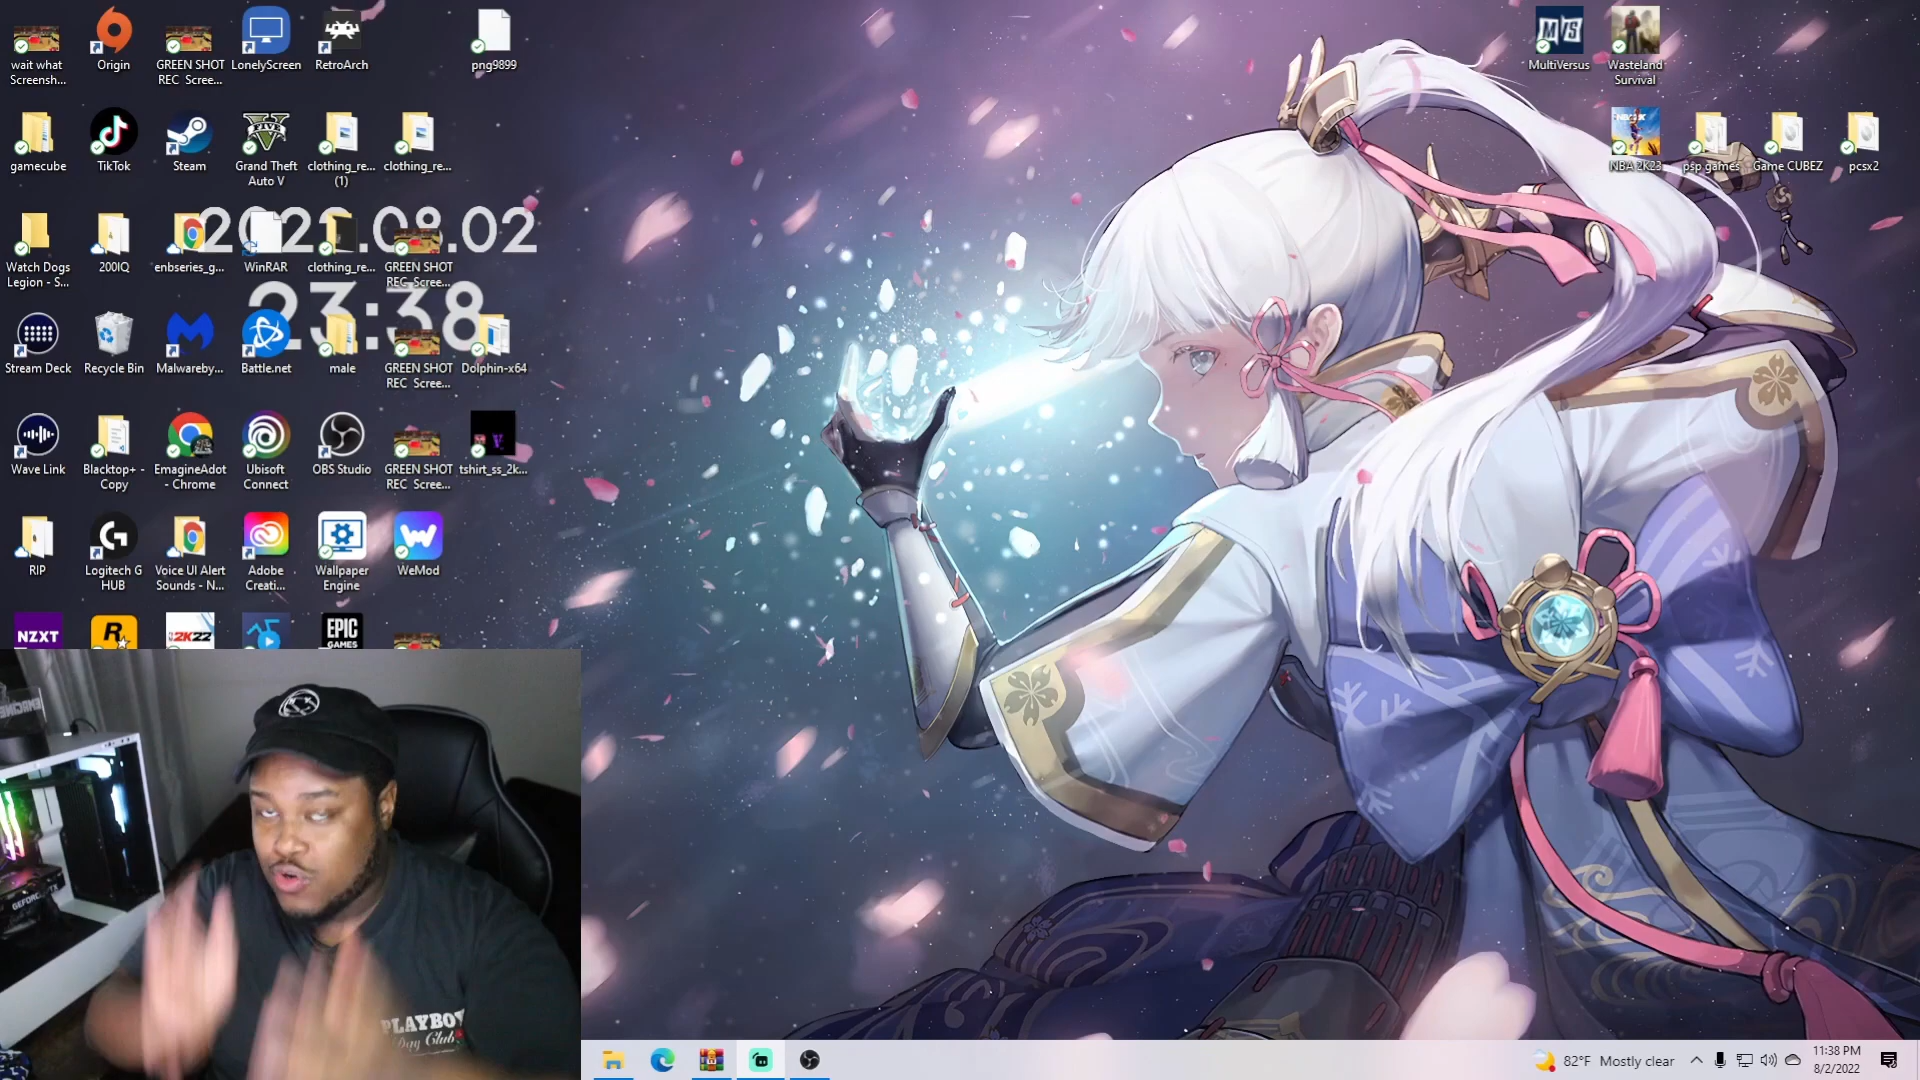 wait what
Screensh...
Origin
GREEN SHOT
REC Scree...
LonelyScreen
RetroArch
png9899
MultiVersus
Wasteland
Survival
gamecube
TikTok
Steam
Grand Theft
Auto V
clothing_re...
(1)
clothing_re...
NBA 2K23
psp games
Game CUBEZ
pcsx2
2022.08.02
Watch Dogs
Legion - S...
200IQ
enbseries_g...
WinRAR
clothing_re...
GREEN SHOT
REC Scree...
23:38
Stream Deck
Recycle Bin
Malwareby...
Battle.net
male
GREEN SHOT
REC Scree...
Dolphin-x64
Wave Link
Blacktop+ -
Copy
EmagineAdot
- Chrome
Ubisoft
Connect
OBS Studio
GREEN SHOT
REC Scree...
tshirt_ss_2k...
RIP
Logitech G
HUB
Voice UI Alert
Sounds - N...
Adobe
Creati...
Wallpaper
Engine
WeMod
NZXT
2K22
EPIC
GAMES
GEFORCE
PLAYBOY
Day Club
82°F Mostly clear
11:38 PM
8/2/2022